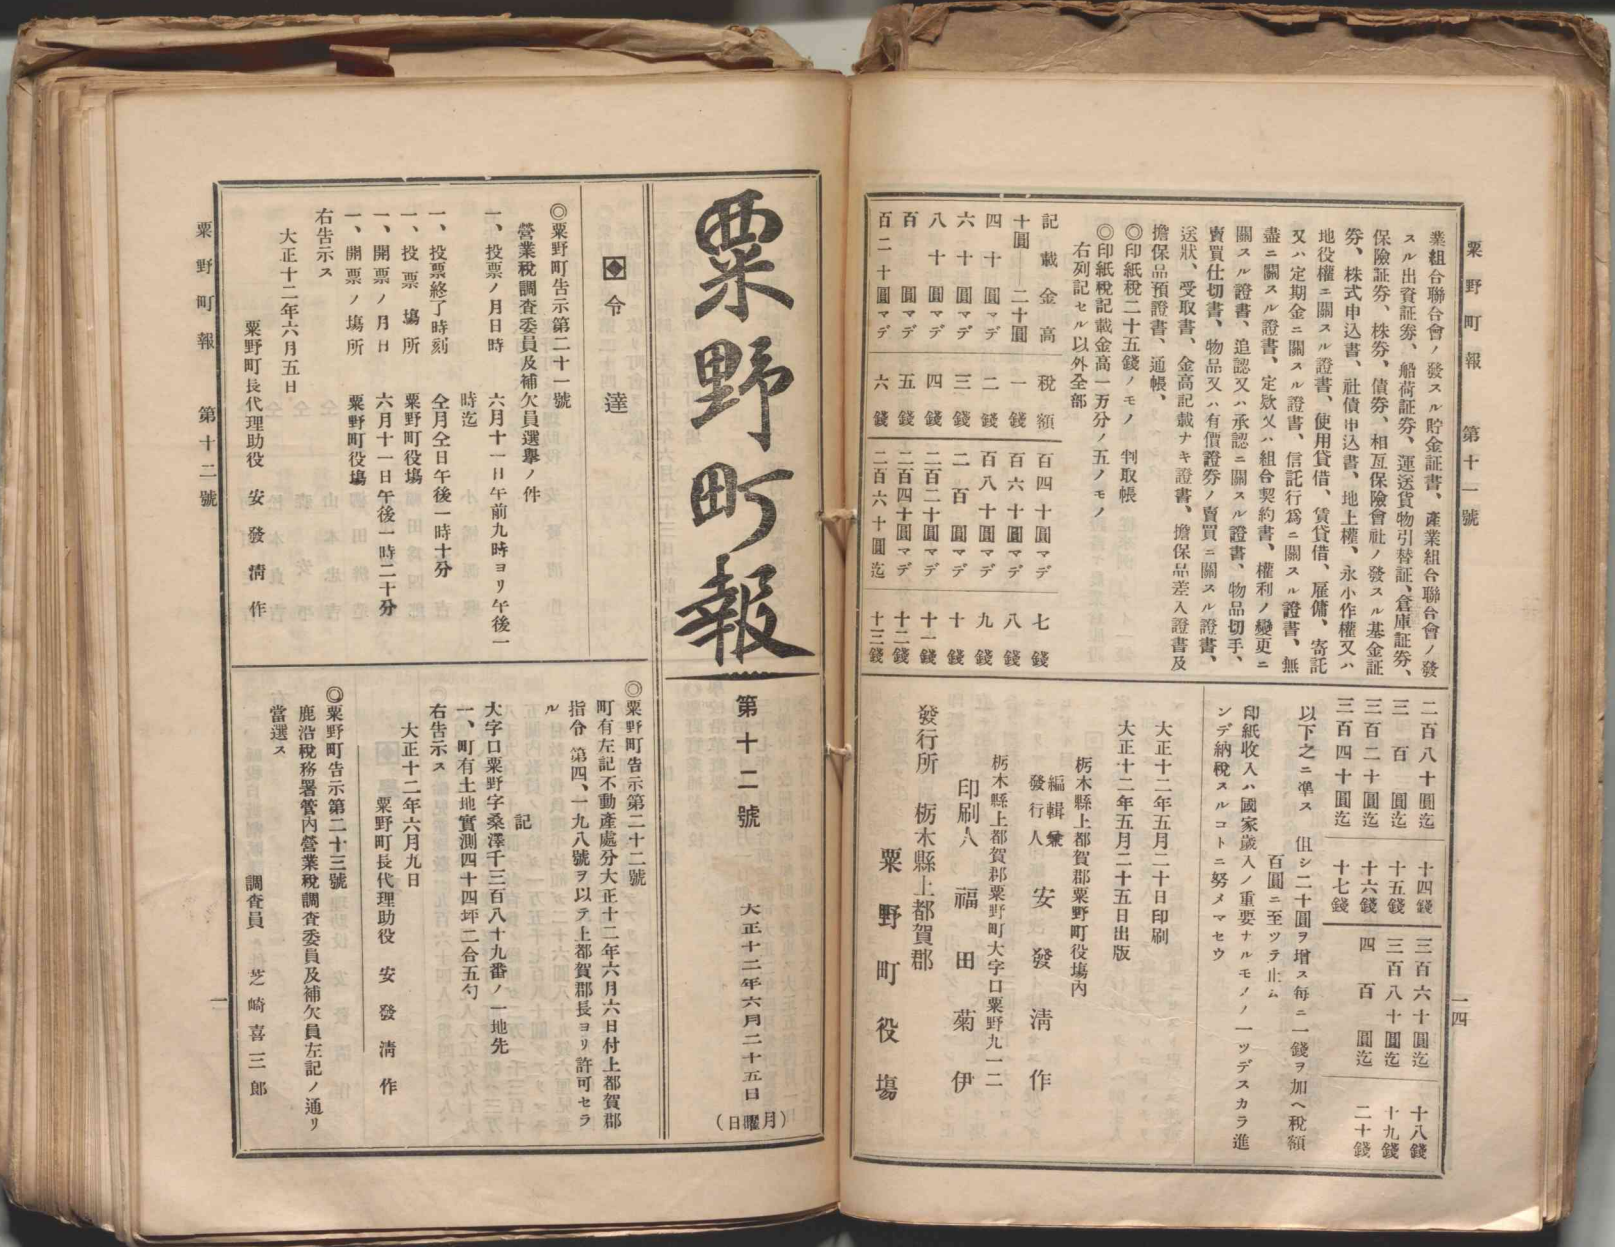 粟野町報　第十一號
一四
業組合聯合會ノ發スル貯金証書、產業組合聯合會ノ發
スル出資証券、船荷証券、運送貨物引替証、倉庫証券、
保險証券、株券、債券、相互保險會社ノ發スル基金証
券、株式申込書、社債申込書、地上權、永小作權又ハ
地役權ニ關スル證書、使用貸借、賃貸借、雇傭、寄託
又ハ定期金ニ關スル證書、信託行爲ニ關スル證書、無
盡ニ關スル證書、定欵又ハ組合契約書、權利ノ變更ニ
關スル證書、追認又ハ承認ニ關スル證書、物品切手、
賣買仕切書、物品又ハ有價證券ノ賣買ニ關スル證書、
送狀、受取書、金高記載ナキ證書、擔保品差入證書及
擔保品預證書、通帳、
◎印紙稅二十五錢ノモノ　判取帳
◎印紙稅記載金高一万分ノ五ノモノ
右列記セル以外全部
記載金高　稅額　百四十圓マデ　七錢
十圓——二十圓　一錢　百六十圓マデ　八錢
四十圓マデ　二錢　百八十圓マデ　九錢
六十圓マデ　三錢　二百圓マデ　十錢
八十圓マデ　四錢　二百二十圓マデ　十一錢
百圓マデ　五錢　二百四十圓マデ　十二錢
百二十圓マデ　六錢　二百六十圓迄　十三錢
二百八十圓迄　十四錢　三百六十圓迄　十八錢
三百圓迄　十五錢　三百八十圓迄　十九錢
三百二十圓迄　十六錢　四百圓迄　二十錢
三百四十圓迄　十七錢
以下之ニ準ス　但シ二十圓ヲ增ス每ニ一錢ヲ加ヘ稅額
百圓ニ至ツテ止ム
印紙收入ハ國家歲入ノ重要ナルモノノ一ツデスカラ進
ンデ納稅スルコトニ努メマセウ
大正十二年五月二十日印刷
大正十二年五月二十五日出版
栃木縣上都賀郡粟野町役塲內
編輯兼
發行人　安發淸作
栃木縣上都賀郡粟野町大字口粟野九一二
印刷人　福田菊伊
發行所　栃木縣上都賀郡
粟野町役塲
粟野町報
第十二號　大正十二年六月二十五日（月曜日）
令達
◎粟野町告示第二十一號
營業稅調査委員及補欠員選擧ノ件
一、投票ノ月日時　六月十一日午前九時ヨリ午後一
時迄
一、投票終了時刻　仝月仝日午後一時十分
一、投票塲所　粟野町役塲
一、開票ノ月日　六月十一日午後一時二十分
一、開票ノ塲所　粟野町役塲
右告示ス
大正十二年六月五日
粟野町長代理助役　安發淸作
◎粟野町告示第二十二號
町有左記不動產處分大正十二年六月六日付上都賀郡
指令第四、一九八號ヲ以テ上都賀郡長ヨリ許可セラ
ル
記
大字口粟野字桑澤千三百八十九番ノ一地先
一、町有土地實測四十四坪二合五勺
右告示ス
大正十二年六月九日
粟野町長代理助役　安發淸作
◎粟野町告示第二十三號
鹿沼稅務署管內營業稅調査委員及補欠員左記ノ通リ
當選ス
調査員　芝崎喜三郞
粟野町報　第十二號
一